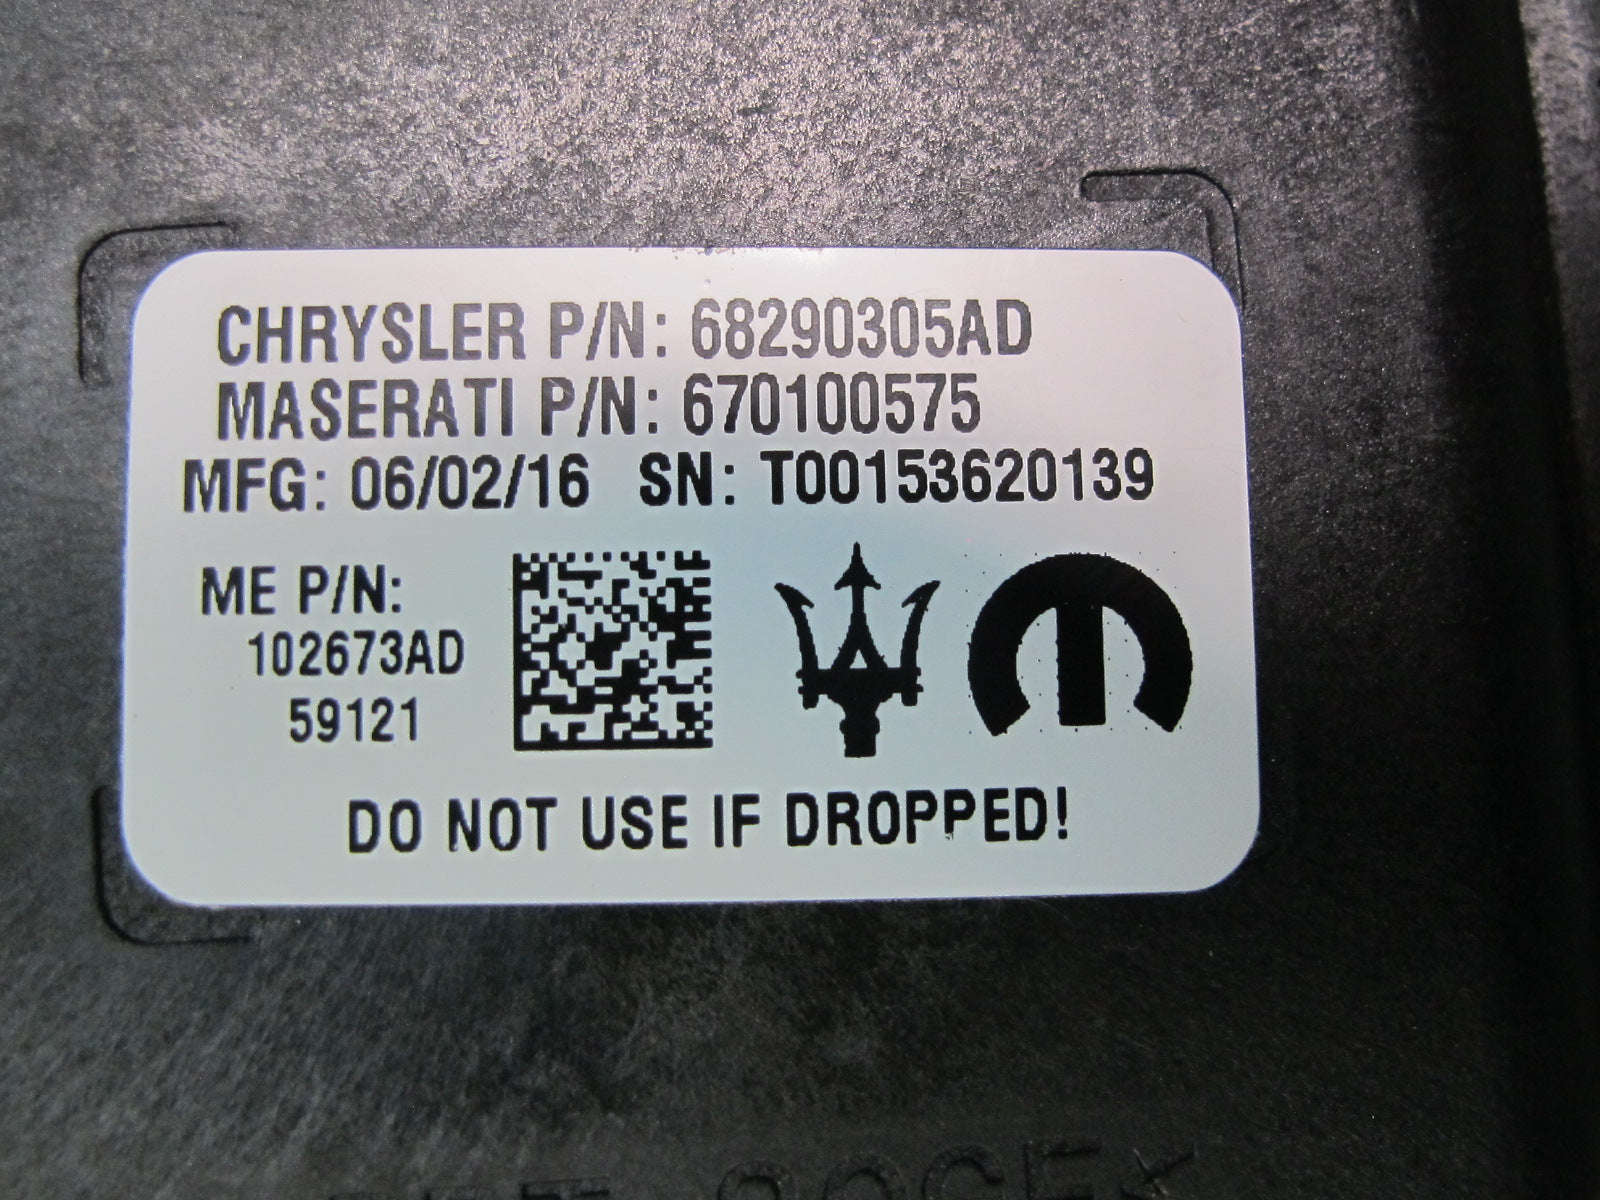 CHRYSLER P/N: 68290305AD
MASERATI P/N: 670100575
MFG: 06/02/16 SN: T00153620139
ME P/N:
102673AD
59121
DO NOT USE IF DROPPED!